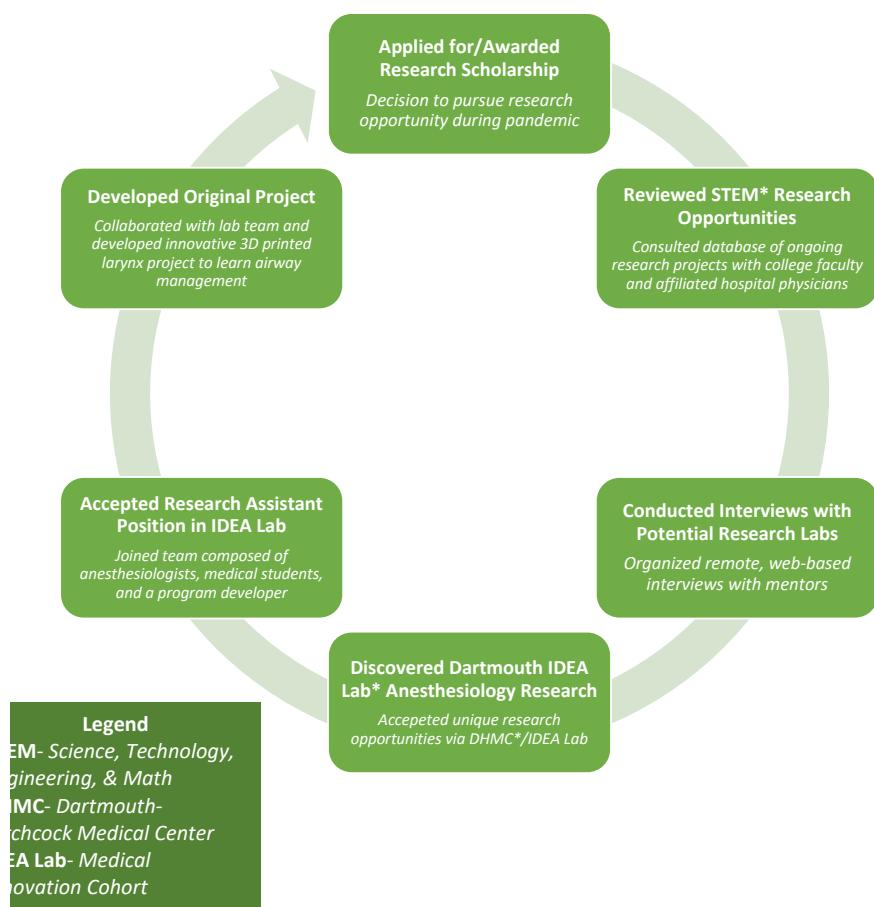 Applied for/Awarded
Research Scholarship
Decision to pursue research
opportunity during pandemic
Reviewed STEM* Research
Opportunities
Consulted database of ongoing
research projects with college faculty
and affiliated hospital physicians
Conducted Interviews with
Potential Research Labs
Organized remote, web-based
interviews with mentors
Discovered Dartmouth IDEA
Lab* Anesthesiology Research
Accepeted unique research
opportunities via DHMC*/IDEA Lab
Accepted Research Assistant
Position in IDEA Lab
Joined team composed of
anesthesiologists, medical students,
and a program developer
Developed Original Project
Collaborated with lab team and
developed innovative 3D printed
larynx project to learn airway
management
Legend
EM- Science, Technology,
gineering, & Math
MC- Dartmouth-
chcock Medical Center
EA Lab- Medical
novation Cohort